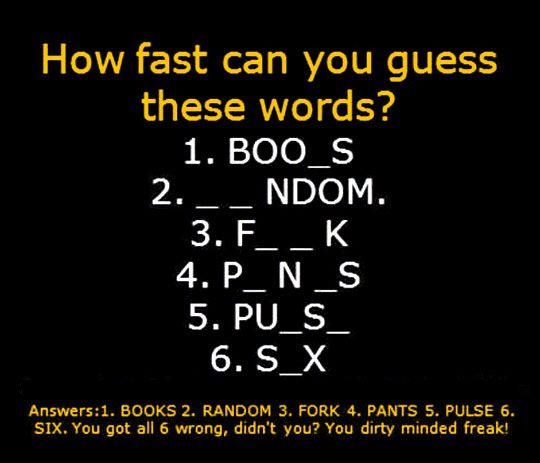 How fast can you guess
these words?
1. BOO_S
2. _ _ NDOM.
3. F_ _ K
4. P_ N _S
5. PU_S_
6. S_X
Answers:1. BOOKS 2. RANDOM 3. FORK 4. PANTS 5. PULSE 6.
SIX. You got all 6 wrong, didn't you? You dirty minded freak!